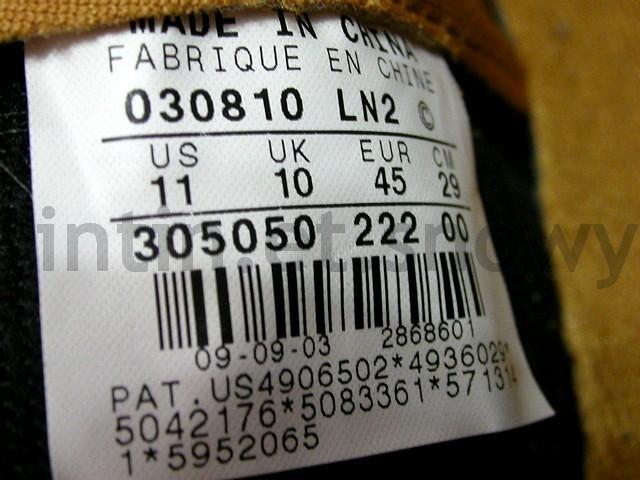 MADE IN CHINA
FABRIQUE EN CHINE
030810 LN2 ©
US UK EUR CM
11 10 45 29
305050 222 00
09-09-03 2868601
PAT.US4906502*4936029*
5042176*5083361*571314
1*5952065